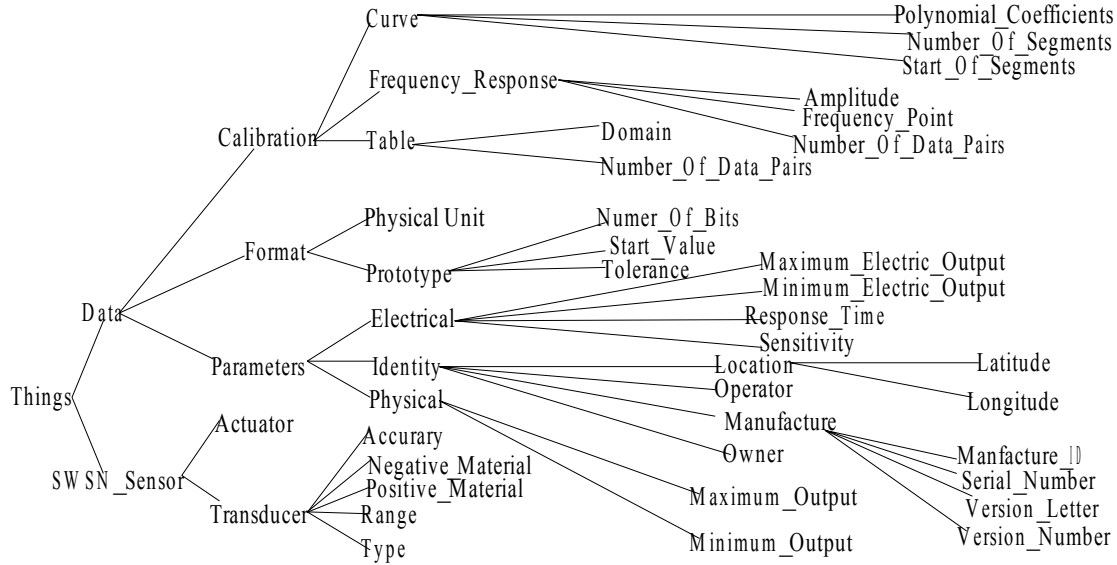 Curve
Polynomial_Coefficients
Number_Of_Segments
Start_Of_Segments
Frequency_Response
Amplitude
Frequency_Point
Number_Of_Data_Pairs
Calibration
Table
Domain
Number_Of_Data_Pairs
Physical Unit
Numer_Of_Bits
Format
Start_Value
Prototype
Tolerance
Maximum_Electric_Output
Minimum_Electric_Output
Data
Electrical
Response_Time
Sensitivity
Parameters
Identity
Location
Latitude
Operator
Things
Physical
Longitude
Actuator
Manufacture
Accurary
Owner
Negative_Material
Manfacture_ID
SWSN_Sensor
Positive_Material
Serial_Number
Maximum_Output
Transducer
Range
Version_Letter
Type
Minimum_Output
Version_Number